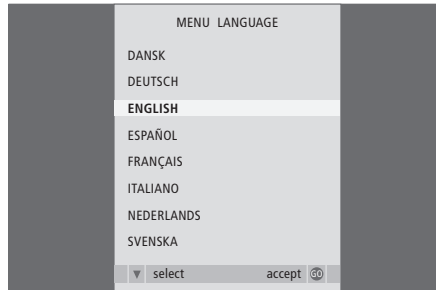 MENU LANGUAGE
DANSK
DEUTSCH
ENGLISH
ESPAÑOL
FRANÇAIS
ITALIANO
NEDERLANDS
SVENSKA
▼ select accept GO